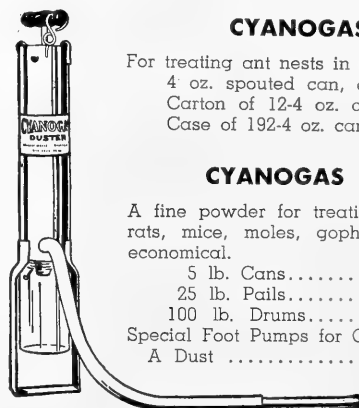 CYANOGAS
For treating ant nests in
4 oz. spouted can,
Carton of 12-4 oz.
Case of 192-4 oz. can
CYANOGAS
DUSTER
CYANOGAS
A fine powder for treati
rats, mice, moles, goph
economical.
5 lb. Cans.......
25 lb. Pails.......
100 lb. Drums.....
Special Foot Pumps for C
A Dust ..............